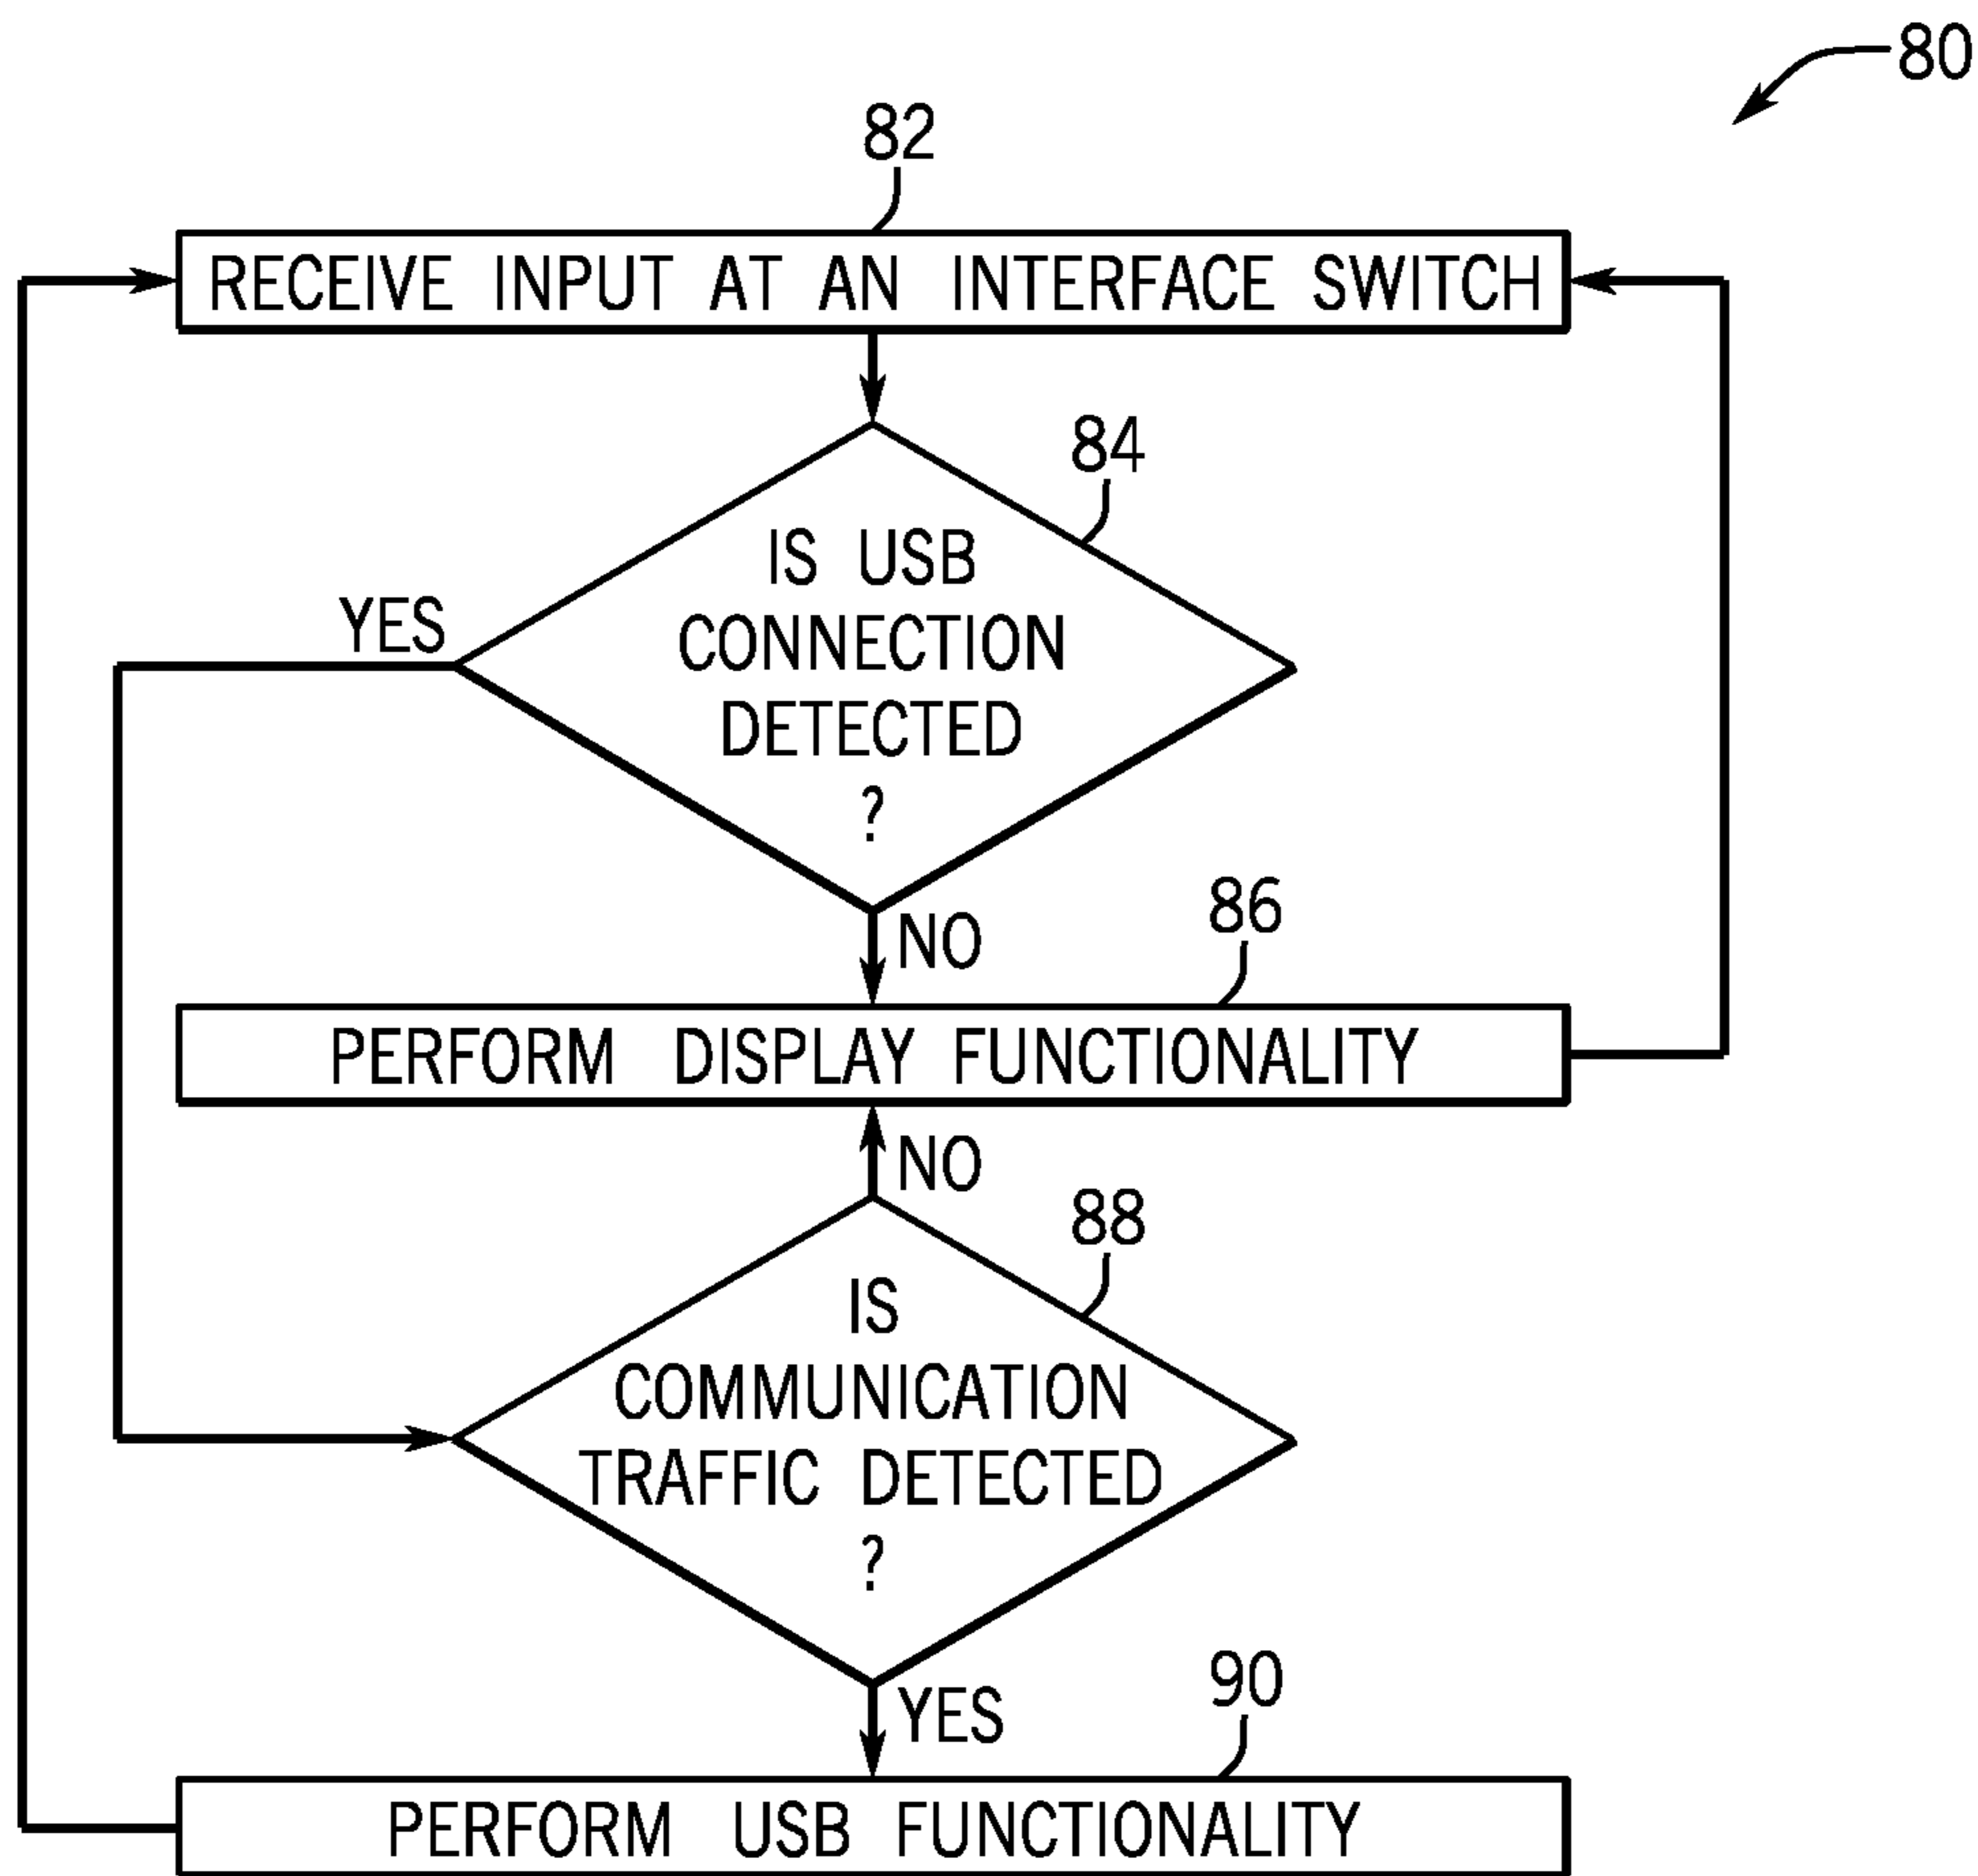 80
82
RECEIVE INPUT AT AN INTERFACE SWITCH
84
IS USB
CONNECTION
DETECTED
?
YES
NO
86
PERFORM DISPLAY FUNCTIONALITY
NO
88
IS
COMMUNICATION
TRAFFIC DETECTED
?
YES
90
PERFORM USB FUNCTIONALITY